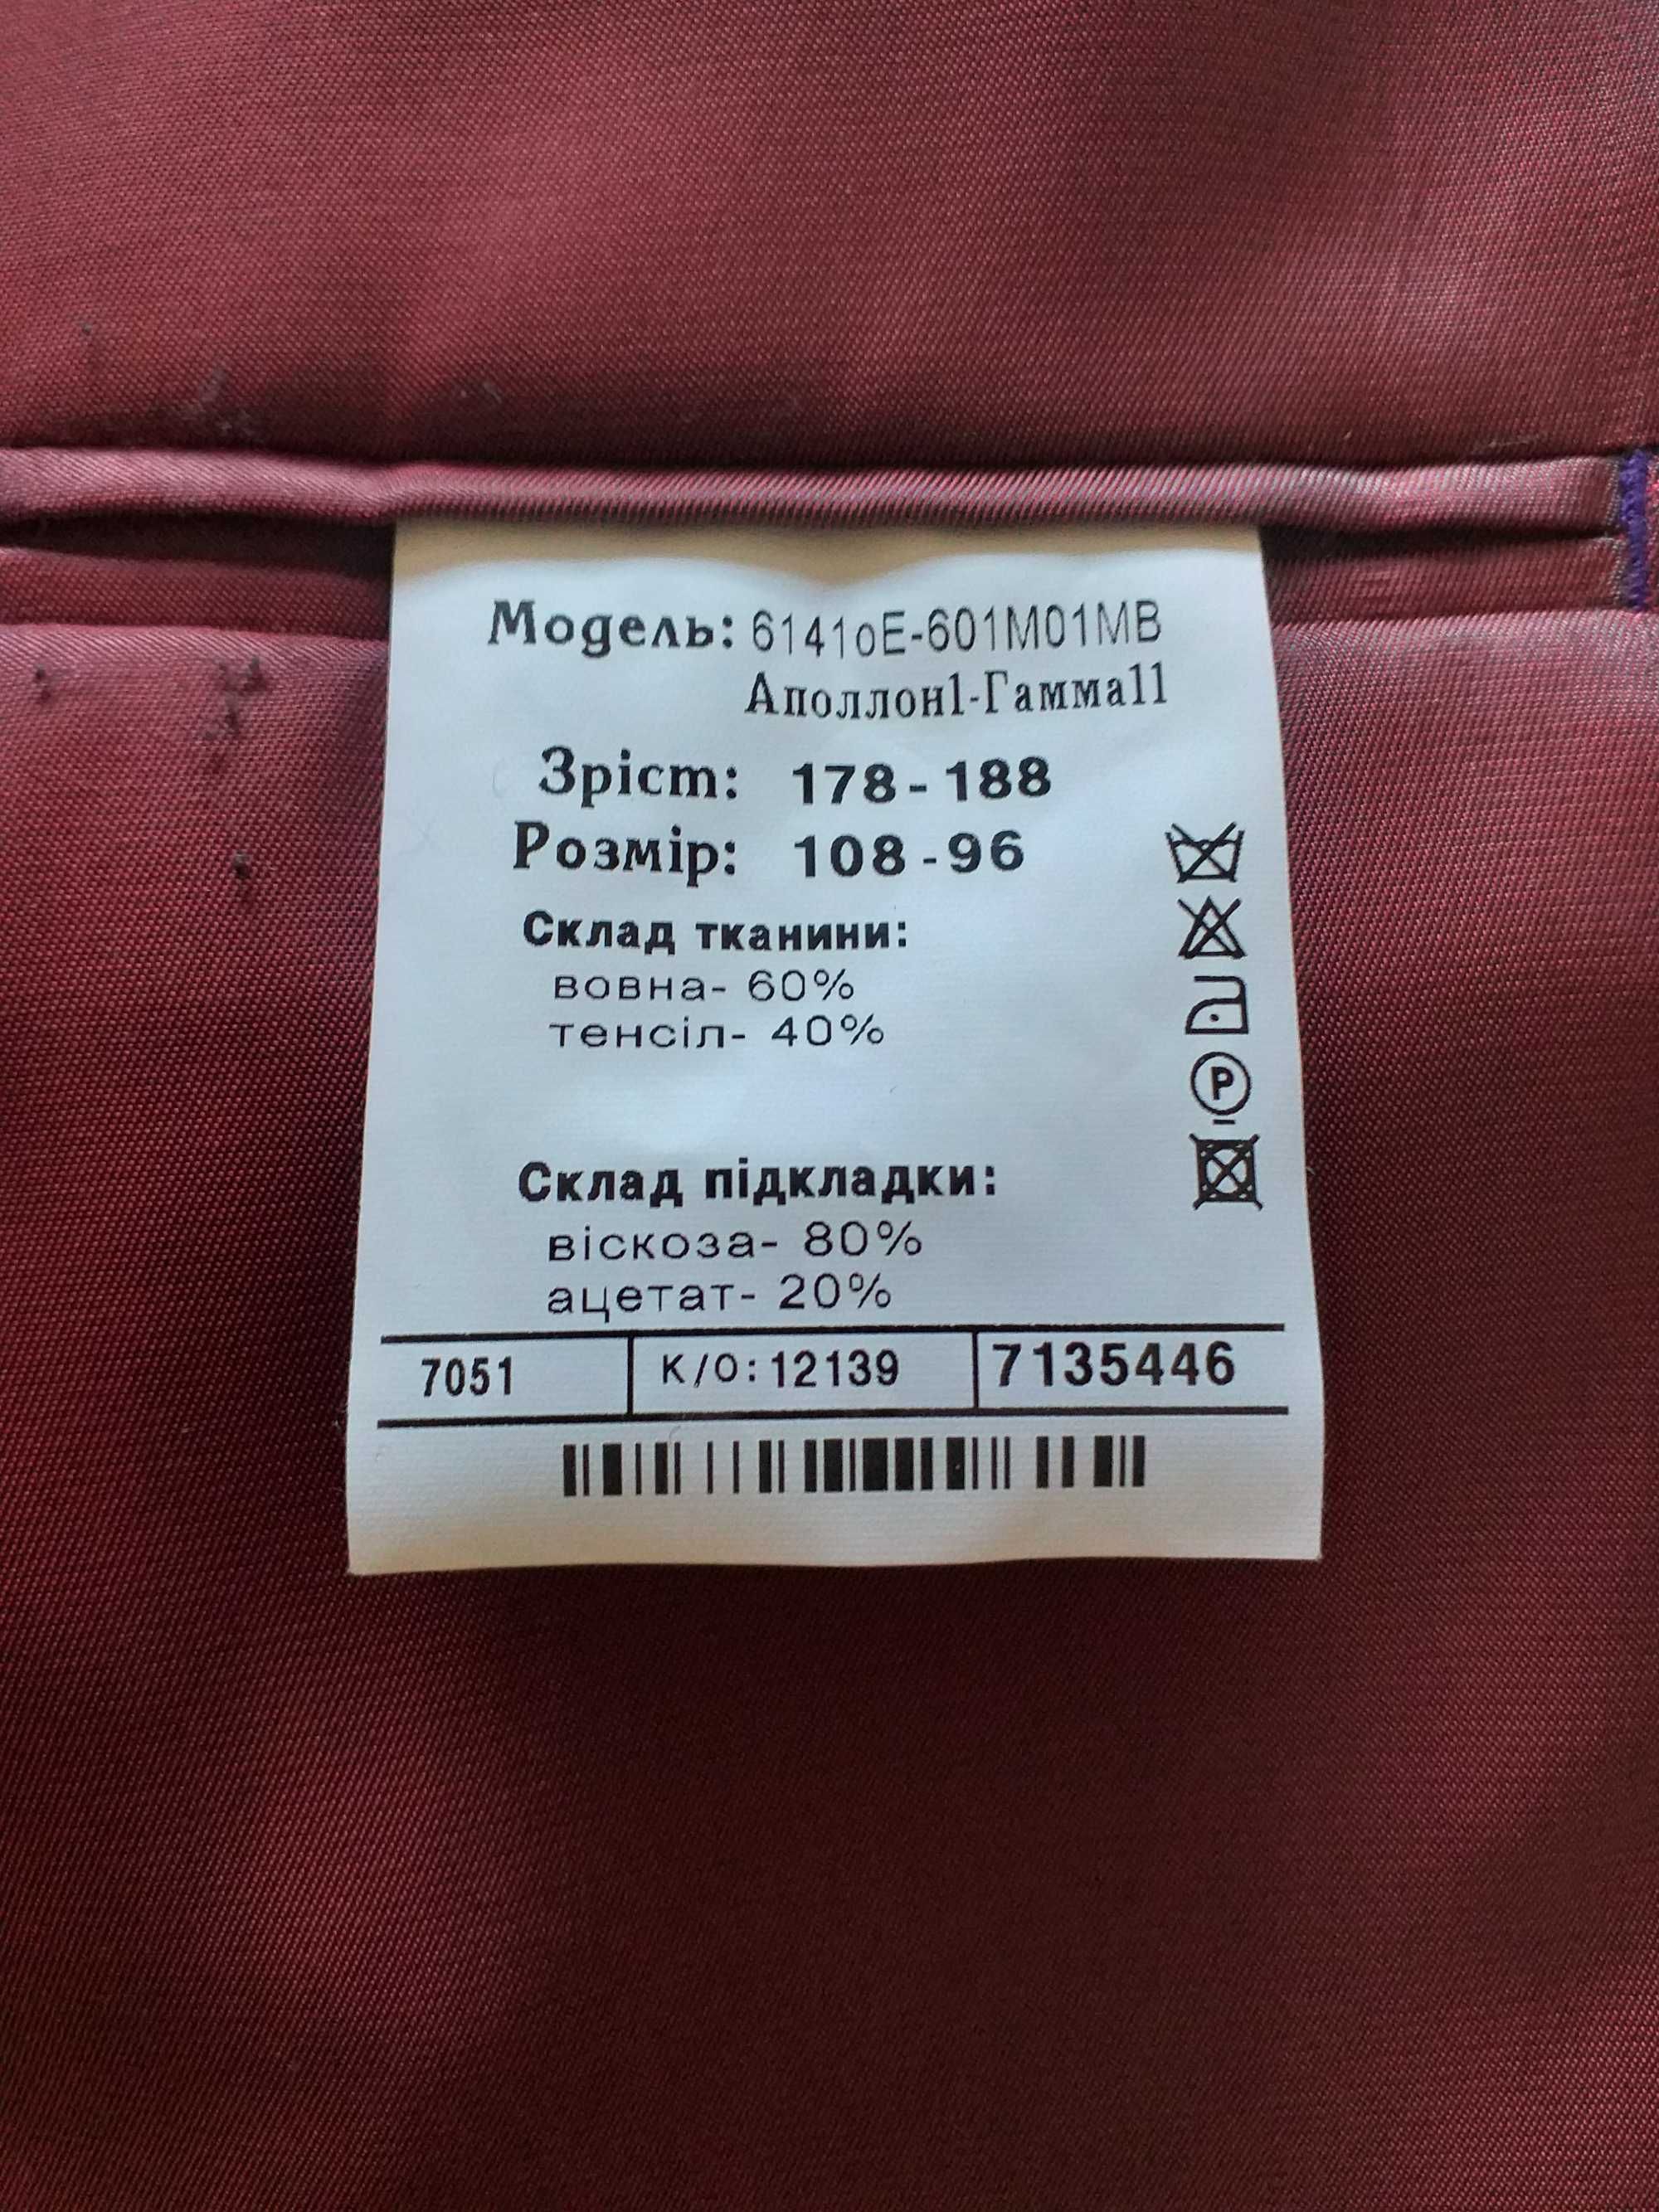 Модель: 6141оЕ-601М01МВ
Аполлон1-Гамма11
Зріст: 178-188
Розмір: 108-96
Склад тканини:
вовна- 60%
тенсіл- 40%
P
Склад підкладки:
віскоза- 80%
ацетат- 20%
7051 К/О:12139 7135446